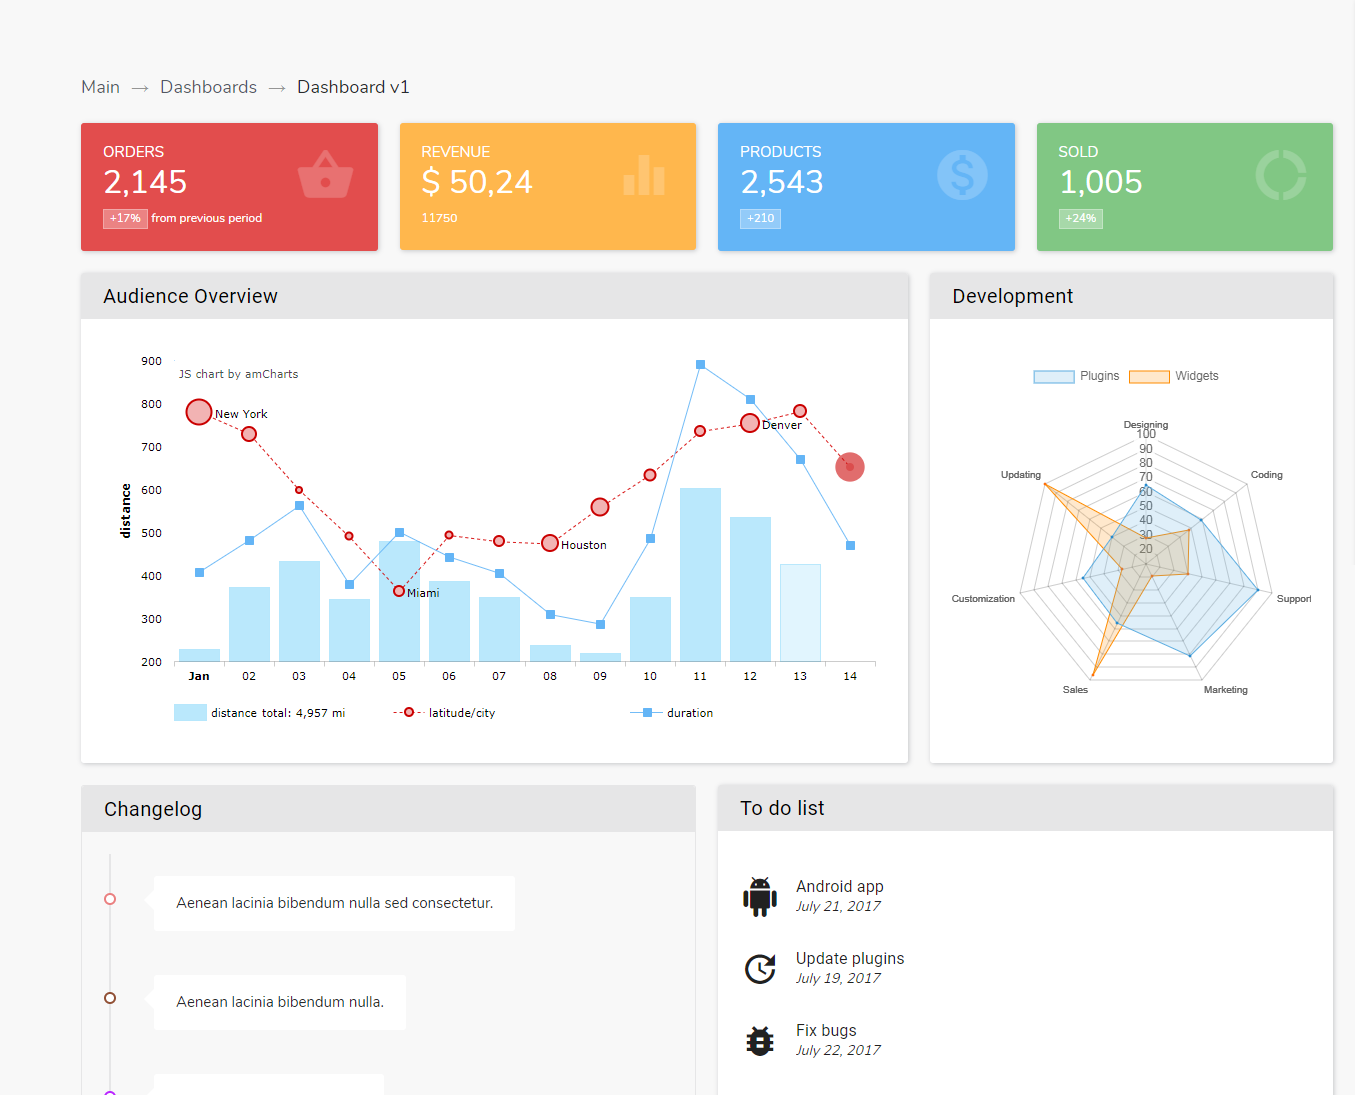 Main → Dashboards → Dashboard v1
ORDERS
2,145
+17% from previous period
REVENUE
$ 50,24
11750
PRODUCTS
2,543
+210
SOLD
1,005
+24%
Audience Overview
JS chart by amCharts
distance
900
800
700
600
500
400
300
200
New York
Miami
Houston
Denver
Jan 02 03 04 05 06 07 08 09 10 11 12 13 14
distance total: 4,957 mi latitude/city duration
Development
Plugins Widgets
Designing
100
90
80
70
60
50
40
30
20
Coding
Support
Marketing
Sales
Customization
Updating
Changelog
Aenean lacinia bibendum nulla sed consectetur.
Aenean lacinia bibendum nulla.
To do list
Android app
July 21, 2017
Update plugins
July 19, 2017
Fix bugs
July 22, 2017